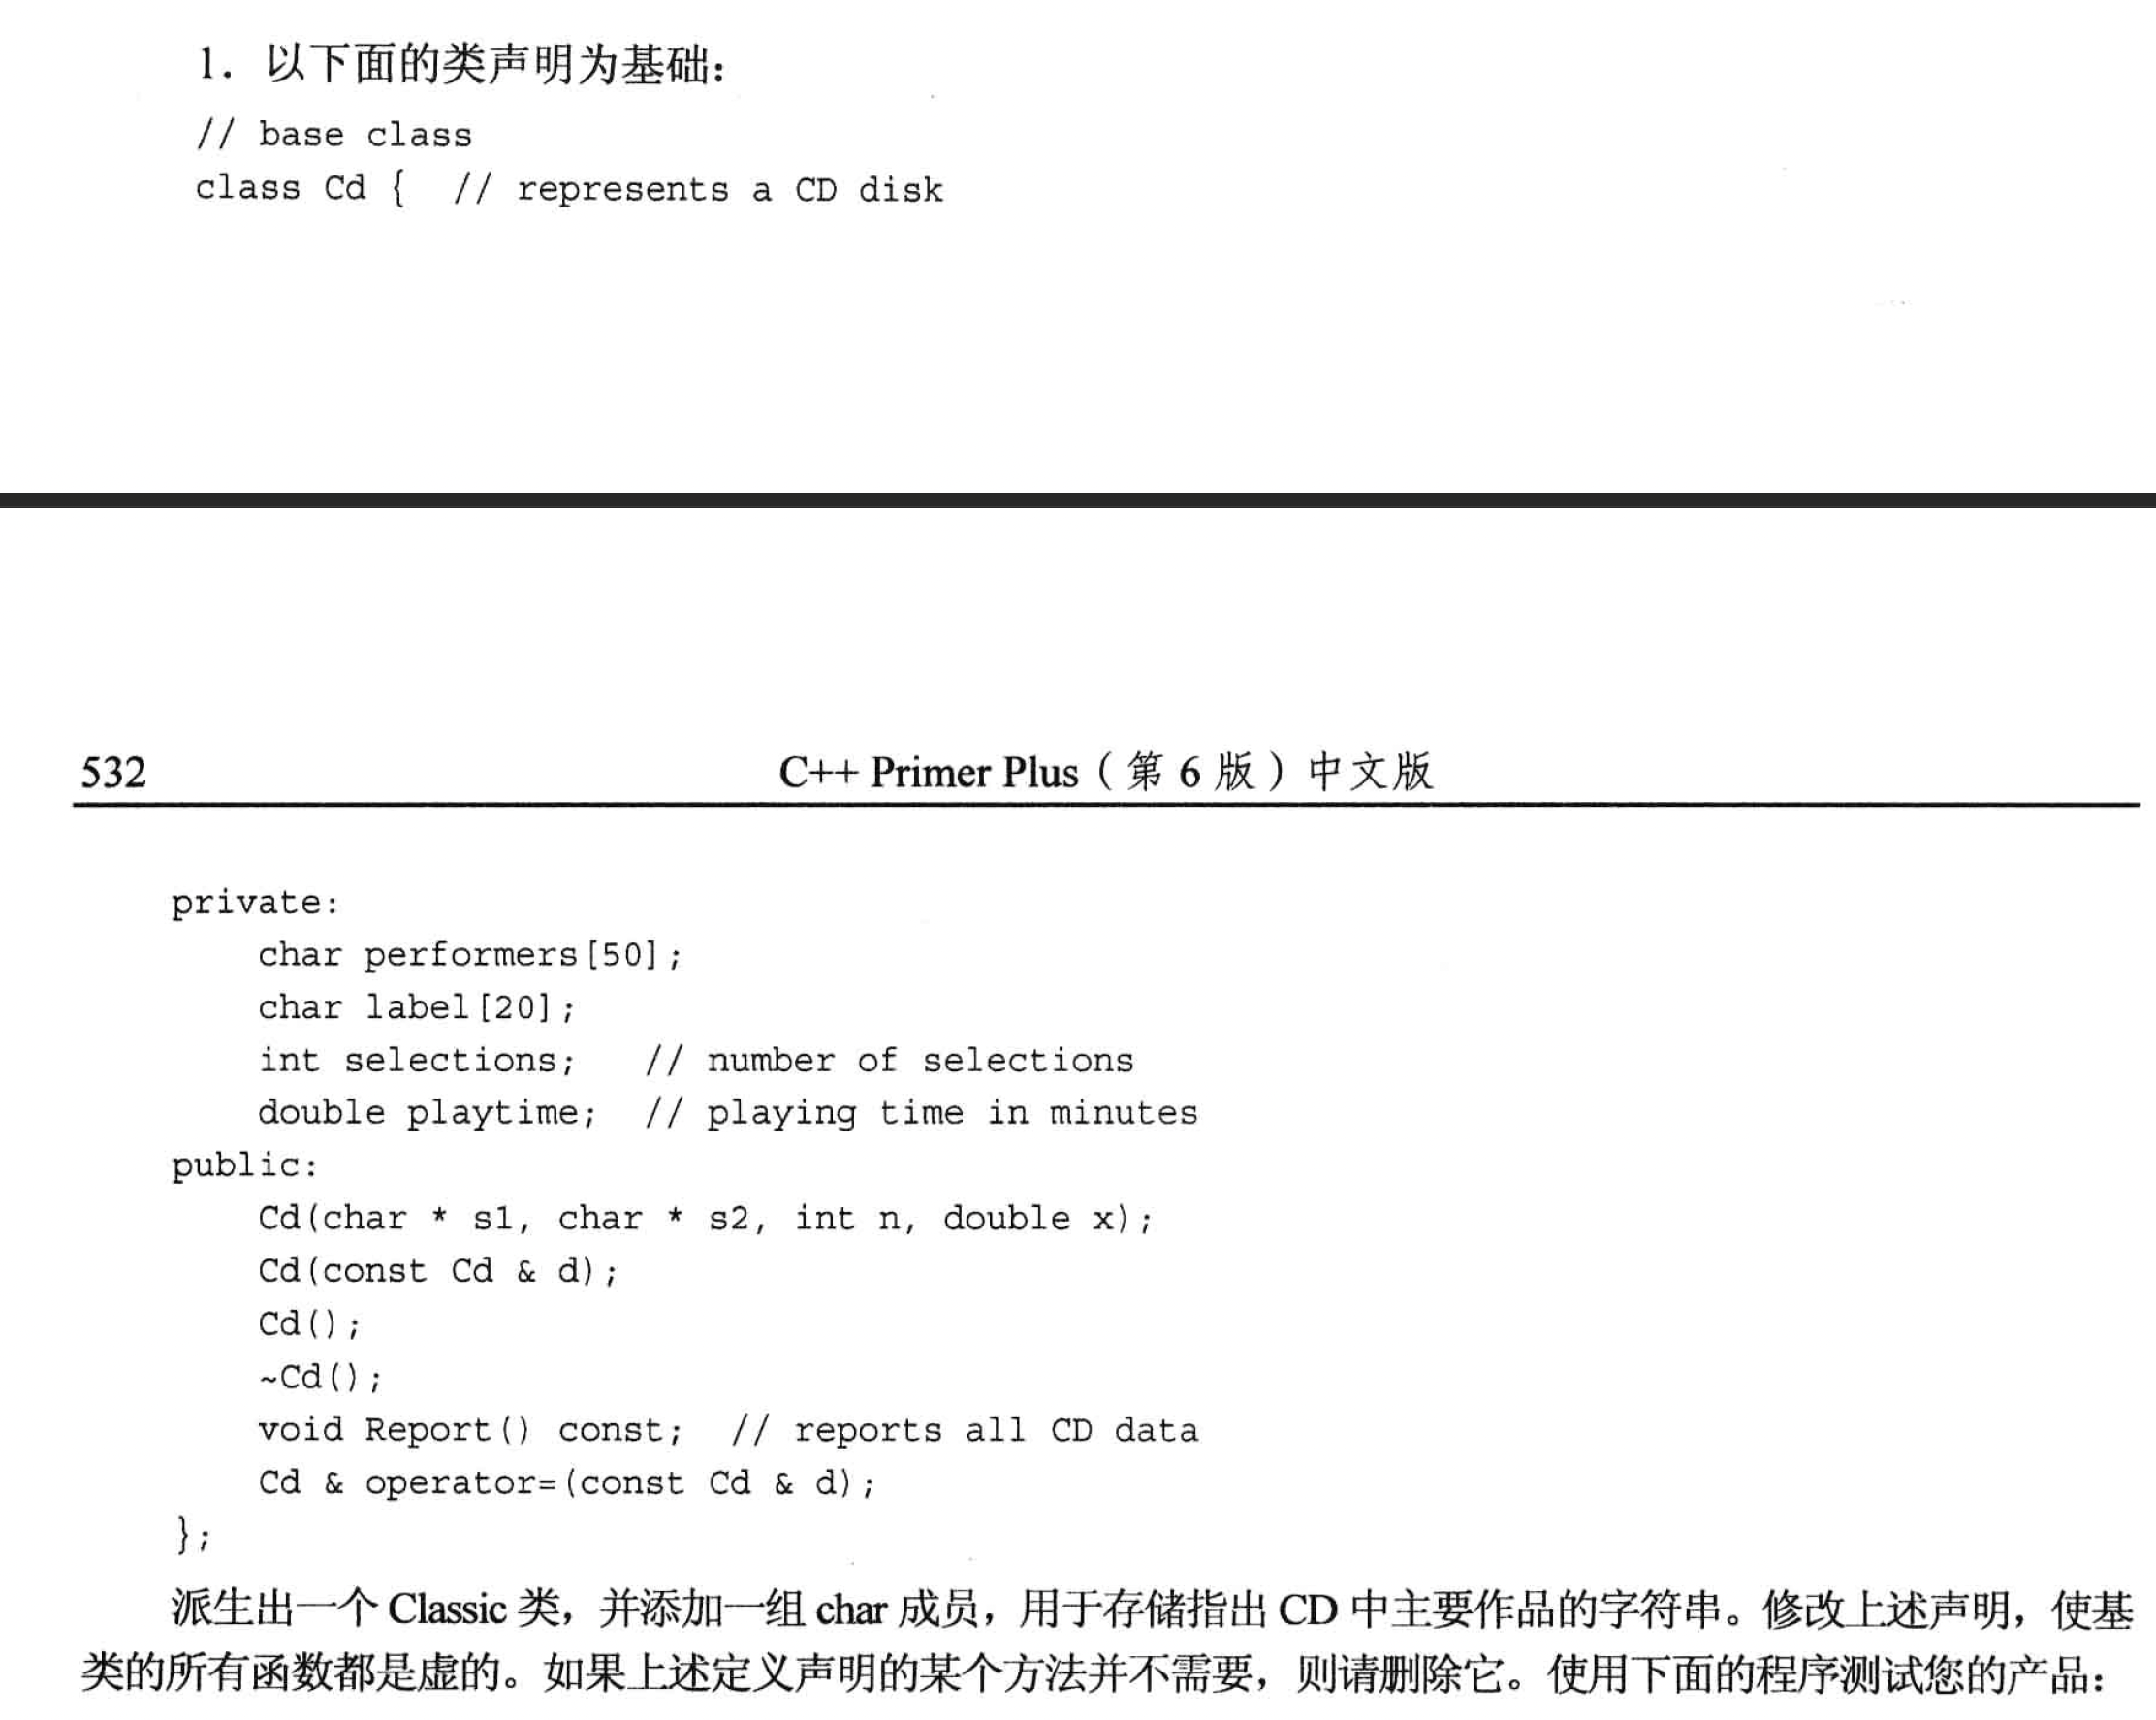 1. 以下面的类声明为基础：
// base class
class Cd {  // represents a CD disk
532
C++ Primer Plus（第 6 版）中文版
private:
    char performers[50];
    char label[20];
    int selections;   // number of selections
    double playtime;  // playing time in minutes
public:
    Cd(char * s1, char * s2, int n, double x);
    Cd(const Cd & d);
    Cd();
    ~Cd();
    void Report() const;  // reports all CD data
    Cd & operator=(const Cd & d);
};
派生出一个 Classic 类，并添加一组 char 成员，用于存储指出 CD 中主要作品的字符串。修改上述声明，使基
类的所有函数都是虚的。如果上述定义声明的某个方法并不需要，则请删除它。使用下面的程序测试您的产品：